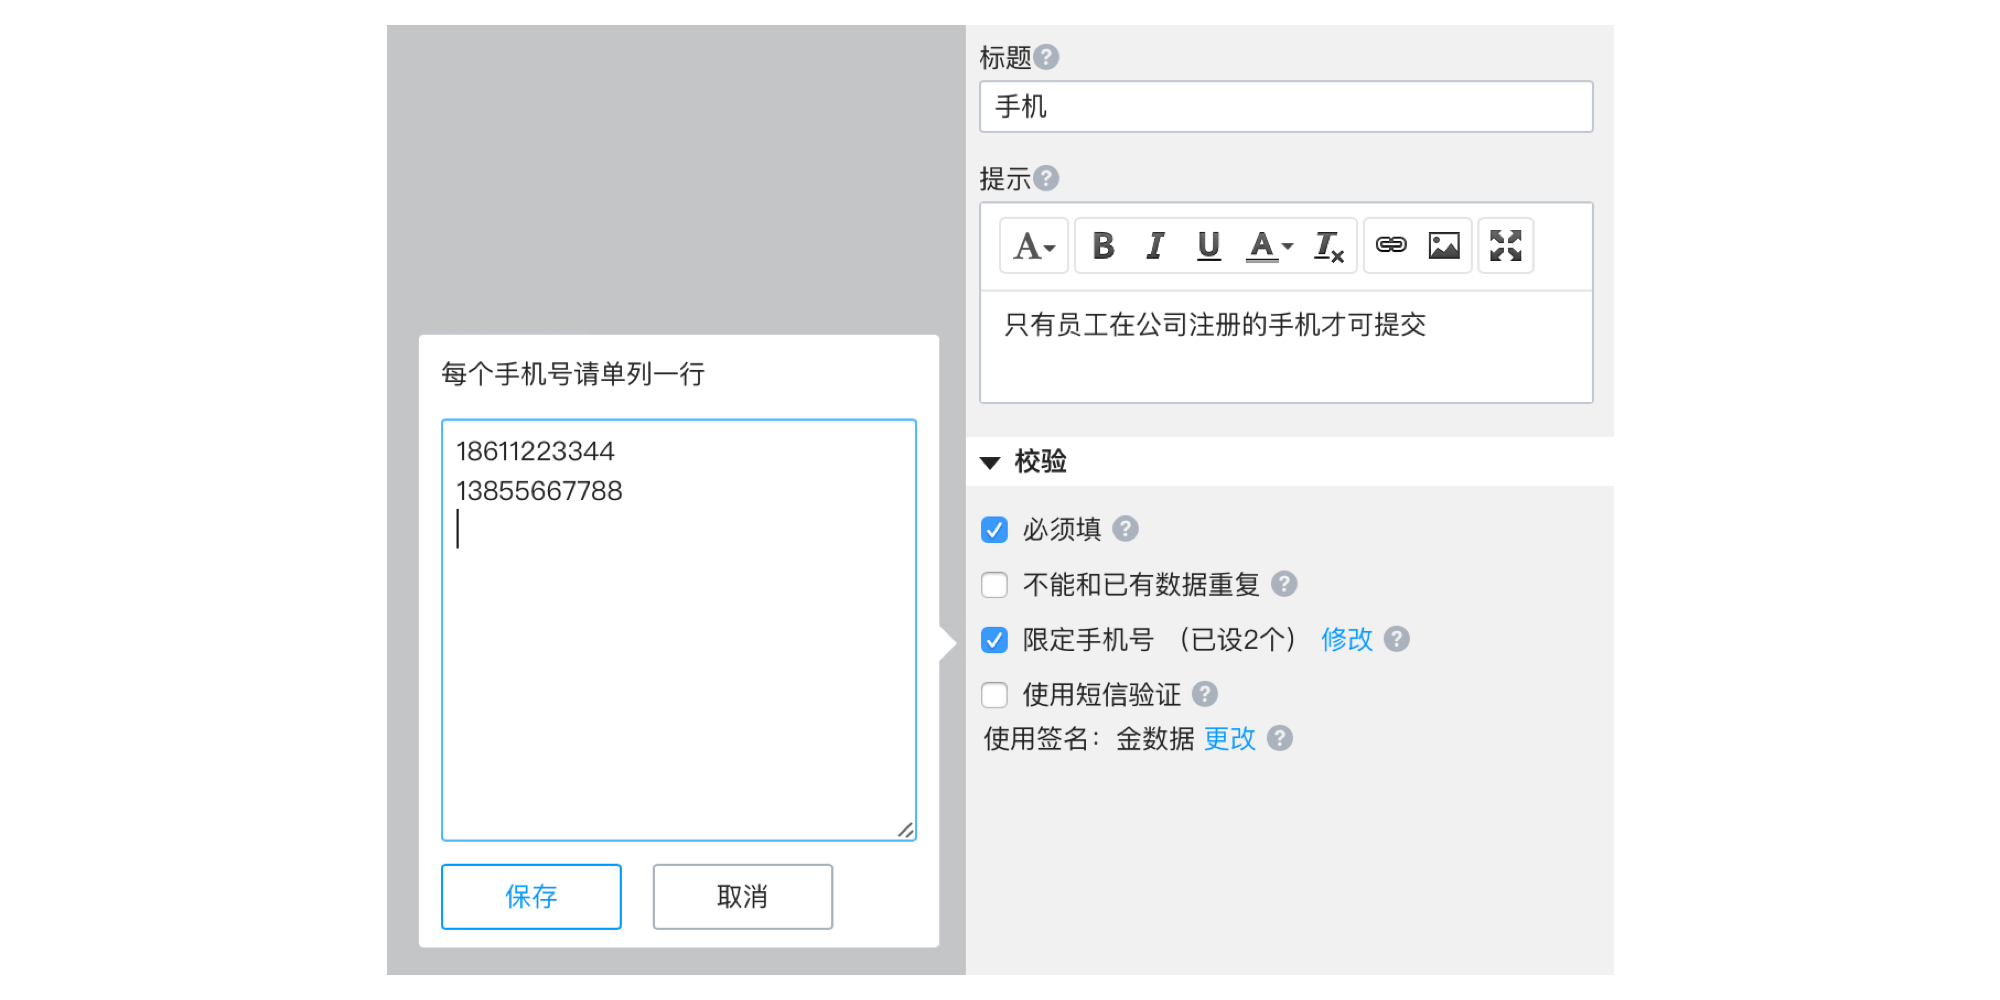 标题?
手机
提示?
A B I U A Tx
只有员工在公司注册的手机才可提交
每个手机号请单列一行
18611223344
13855667788
保存 取消
校验
必须填 ?
不能和已有数据重复 ?
限定手机号 （已设2个） 修改 ?
使用短信验证 ?
使用签名：金数据 更改 ?